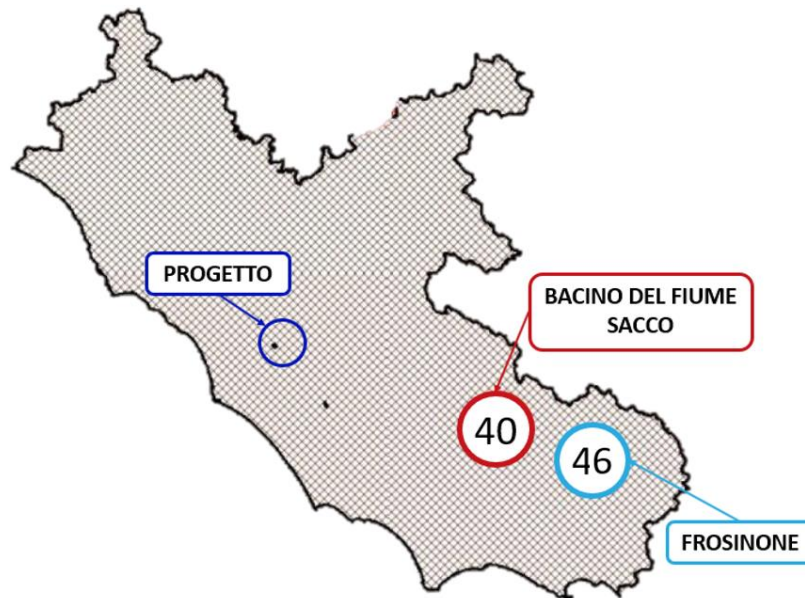 PROGETTO
BACINO DEL FIUME
SACCO
40
46
FROSINONE